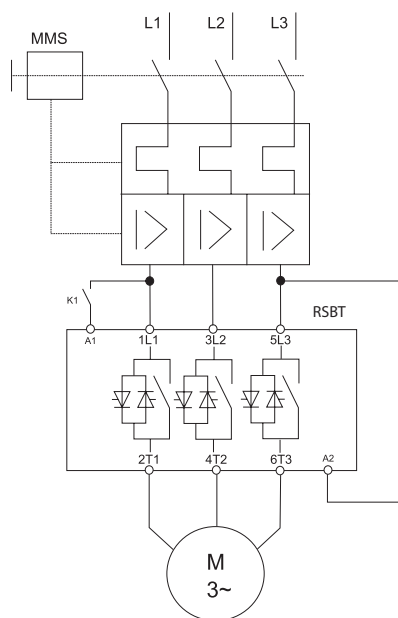 L1 L2 L3
MMS
K1
RSBT
A1 1L1 3L2 5L3
2T1 4T2 6T3 A2
M
3~